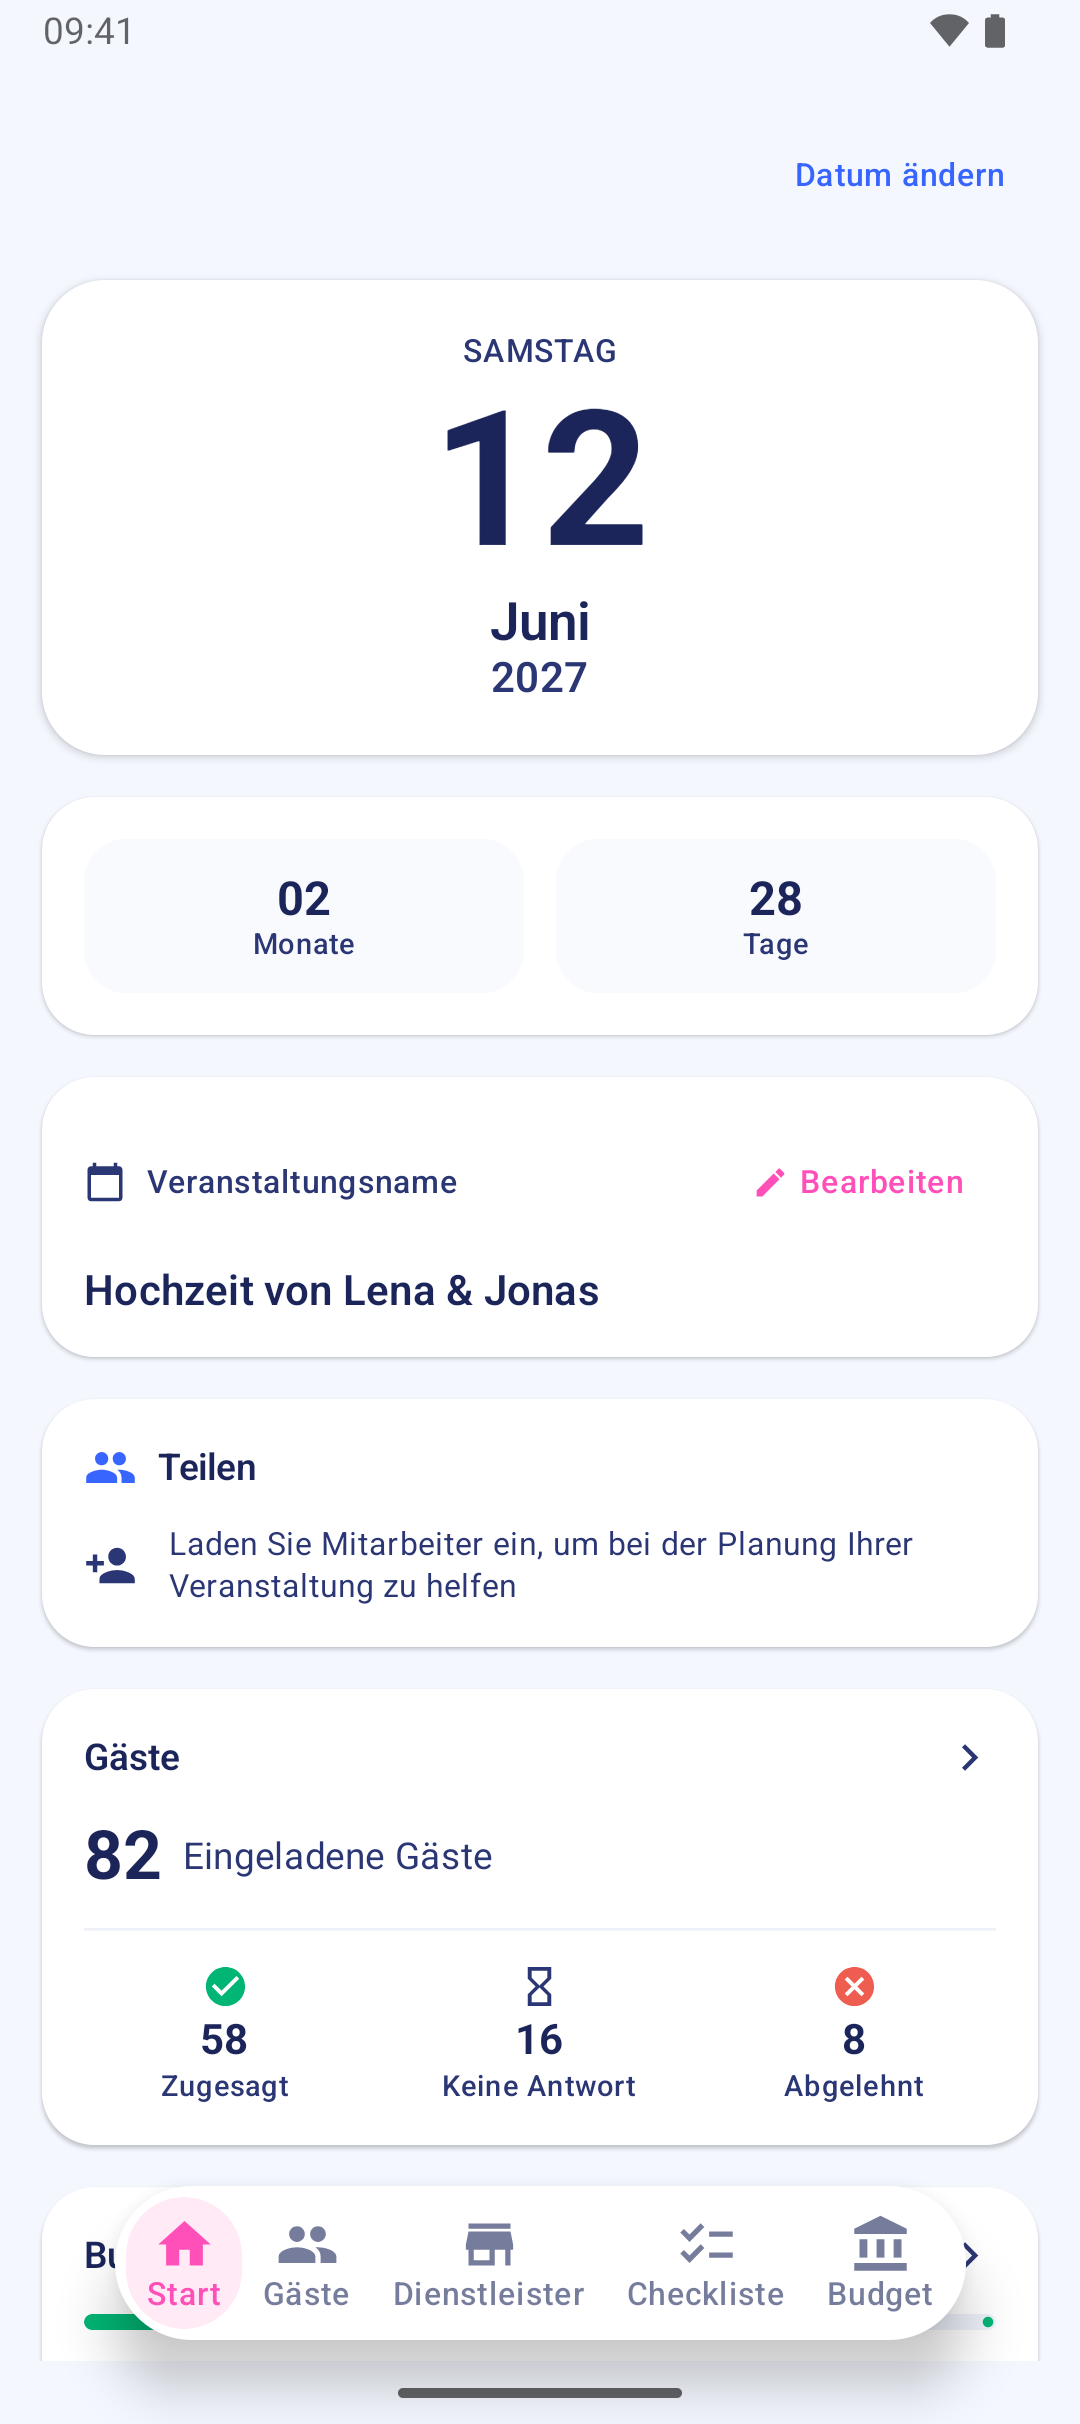 09:41
Datum ändern
SAMSTAG
12
Juni
2027
02
Monate
28
Tage
Veranstaltungsname
Bearbeiten
Hochzeit von Lena & Jonas
Teilen
Laden Sie Mitarbeiter ein, um bei der Planung Ihrer
Veranstaltung zu helfen
Gäste
82 Eingeladene Gäste
58
Zugesagt
16
Keine Antwort
8
Abgelehnt
Start
Gäste
Dienstleister
Checkliste
Budget